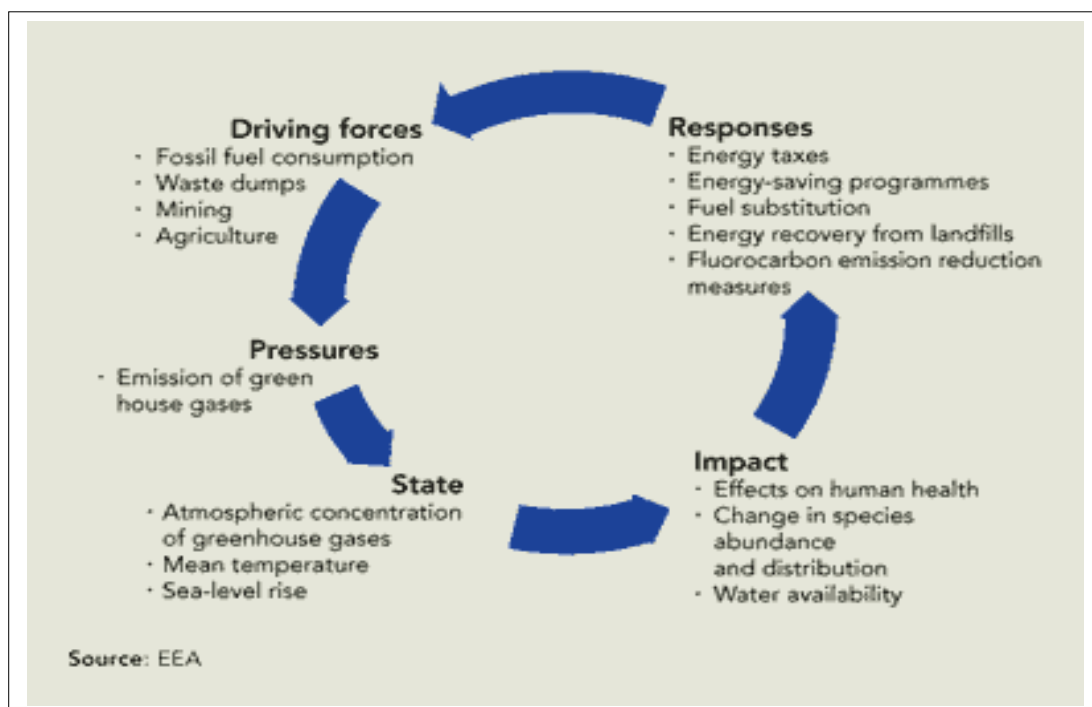 Driving forces
· Fossil fuel consumption
· Waste dumps
· Mining
· Agriculture
Pressures
· Emission of green
house gases
State
· Atmospheric concentration
of greenhouse gases
· Mean temperature
· Sea-level rise
Impact
· Effects on human health
· Change in species
abundance
and distribution
· Water availability
Responses
· Energy taxes
· Energy-saving programmes
· Fuel substitution
· Energy recovery from landfills
· Fluorocarbon emission reduction
measures
Source: EEA